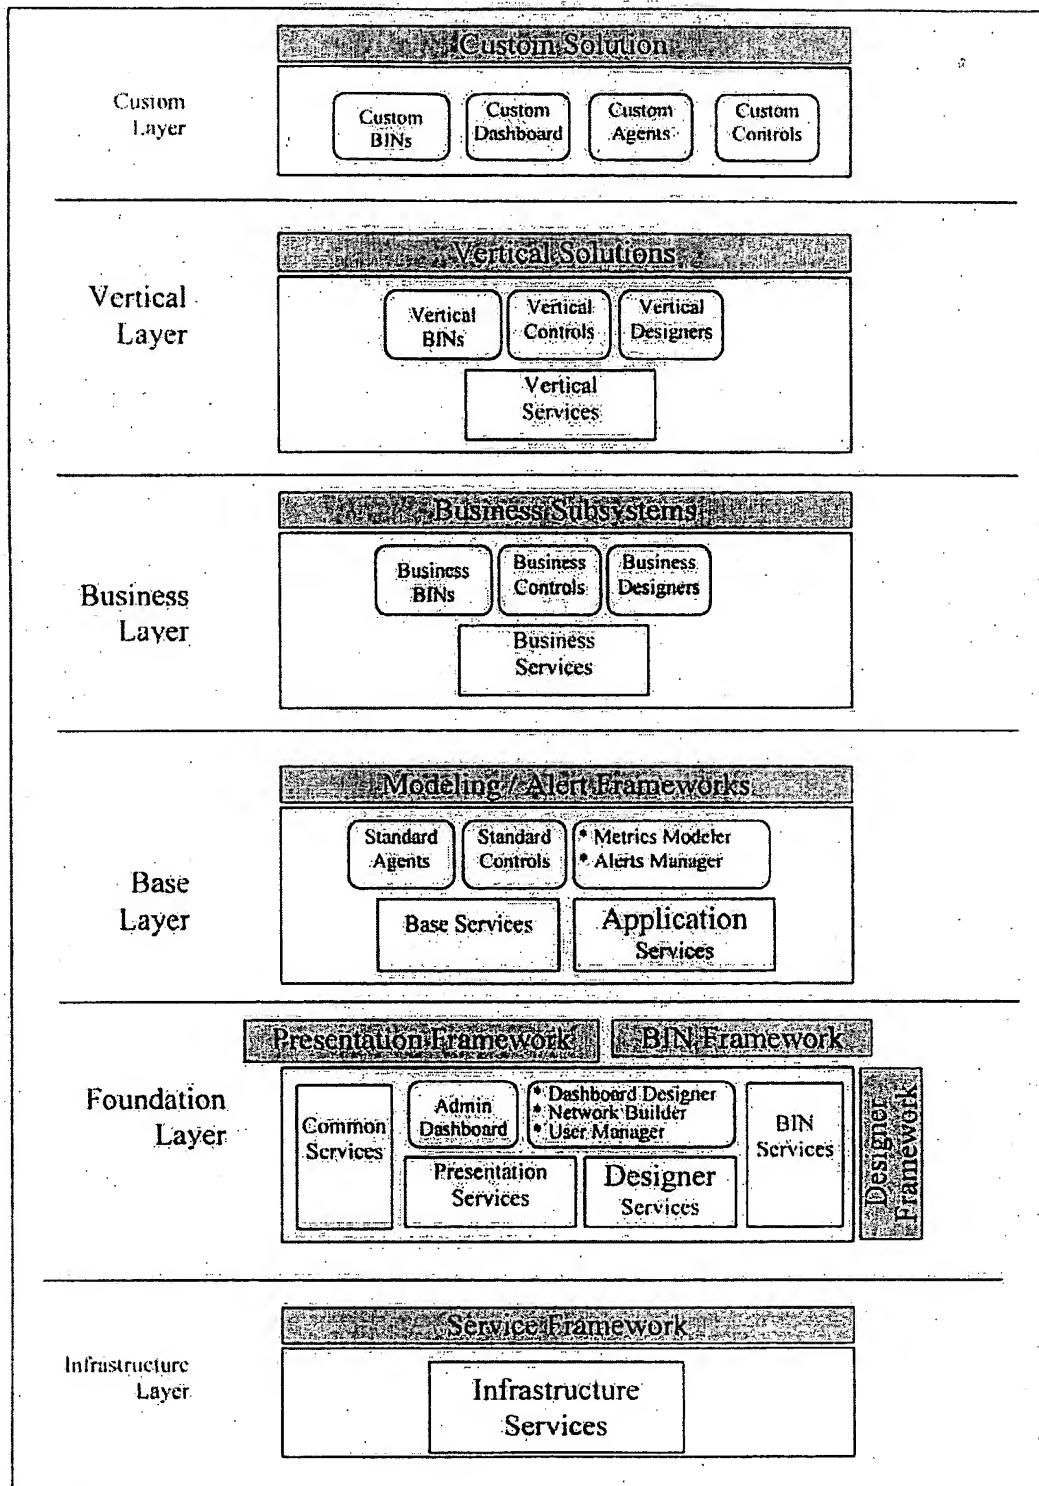 Custom Solution
Custom
Layer
Custom
BINs
Custom
Dashboard
Custom
Agents
Custom
Controls
Vertical Solutions
Vertical
Layer
Vertical
BINs
Vertical
Controls
Vertical
Designers
Vertical
Services
Business Subsystems
Business
Layer
Business
BINs
Business
Controls
Business
Designers
Business
Services
Modeling / Alert Frameworks
Base
Layer
Standard
Agents
Standard
Controls
* Metrics Modeler
* Alerts Manager
Base Services
Application
Services
Presentation Framework
BIN Framework
Foundation
Layer
Common
Services
Admin
Dashboard
* Dashboard Designer
* Network Builder
* User Manager
BIN
Services
Presentation
Services
Designer
Services
Designer
Framework
Service Framework
Infrastructure
Layer
Infrastructure
Services